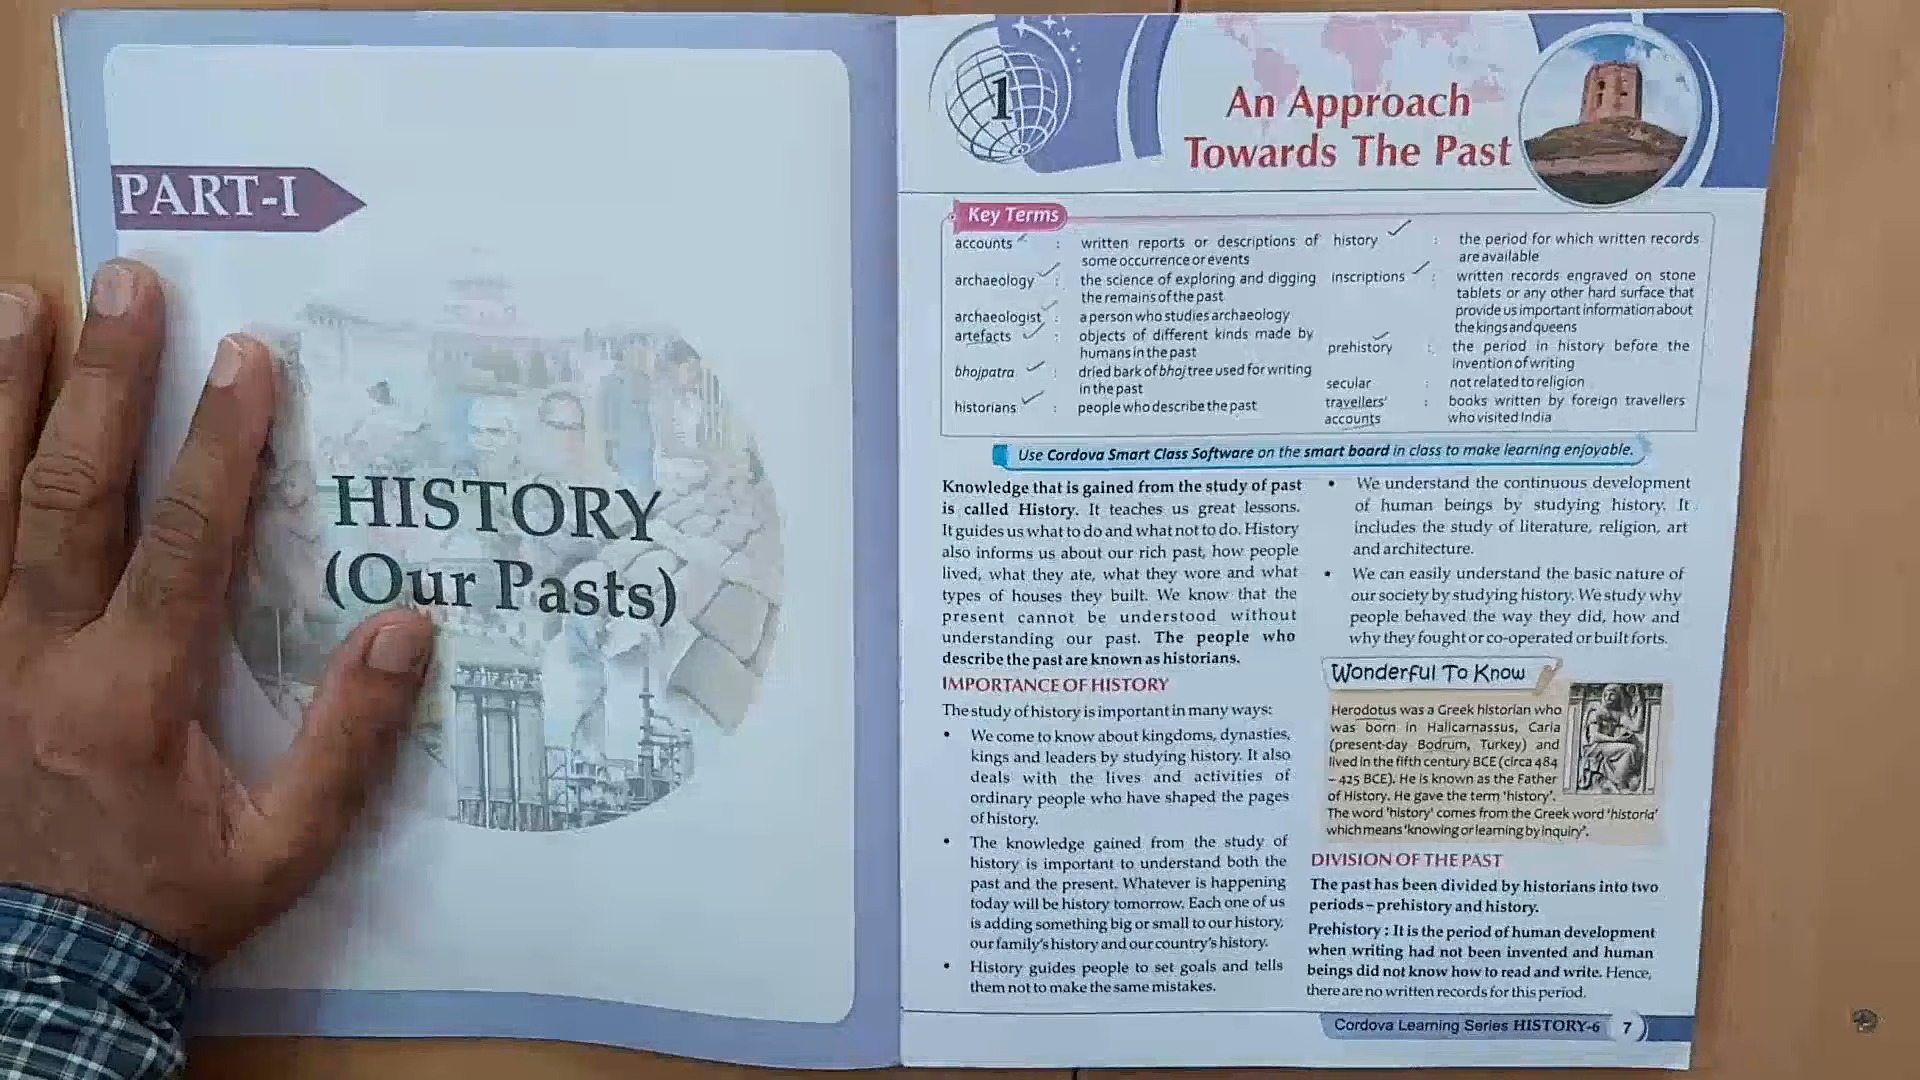 PART-I
HISTORY
(Our Pasts)
1
An Approach
Towards The Past
Key Terms
accounts : written reports or descriptions of
some occurrence or events
archaeology : the science of exploring and digging
the remains of the past
archaeologist : a person who studies archaeology
artefacts : objects of different kinds made by
humans in the past
bhojpatra : dried bark of bhoj tree used for writing
in the past
historians : people who describe the past
history : the period for which written records
are available
inscriptions : written records engraved on stone
tablets or any other hard surface that
provide us important information about
the kings and queens
prehistory : the period in history before the
invention of writing
secular : not related to religion
travellers' : books written by foreign travellers
accounts who visited India
Use Cordova Smart Class Software on the smart board in class to make learning enjoyable.
Knowledge that is gained from the study of past
is called History. It teaches us great lessons.
It guides us what to do and what not to do. History
also informs us about our rich past, how people
lived, what they ate, what they wore and what
types of houses they built. We know that the
present cannot be understood without
understanding our past. The people who
describe the past are known as historians.
IMPORTANCE OF HISTORY
The study of history is important in many ways:
• We come to know about kingdoms, dynasties,
kings and leaders by studying history. It also
deals with the lives and activities of
ordinary people who have shaped the pages
of history.
• The knowledge gained from the study of
history is important to understand both the
past and the present. Whatever is happening
today will be history tomorrow. Each one of us
is adding something big or small to our history,
our family's history and our country's history.
• History guides people to set goals and tells
them not to make the same mistakes.
• We understand the continuous development
of human beings by studying history. It
includes the study of literature, religion, art
and architecture.
• We can easily understand the basic nature of
our society by studying history. We study why
people behaved the way they did, how and
why they fought or co-operated or built forts.
Wonderful To Know
Herodotus was a Greek historian who
was born in Halicarnassus, Caria
(present-day Bodrum, Turkey) and
lived in the fifth century BCE (circa 484
– 425 BCE). He is known as the Father
of History. He gave the term 'history'.
The word 'history' comes from the Greek word 'historia'
which means 'knowing or learning by inquiry'.
DIVISION OF THE PAST
The past has been divided by historians into two
periods – prehistory and history.
Prehistory : It is the period of human development
when writing had not been invented and human
beings did not know how to read and write. Hence,
there are no written records for this period.
Cordova Learning Series HISTORY-6 7